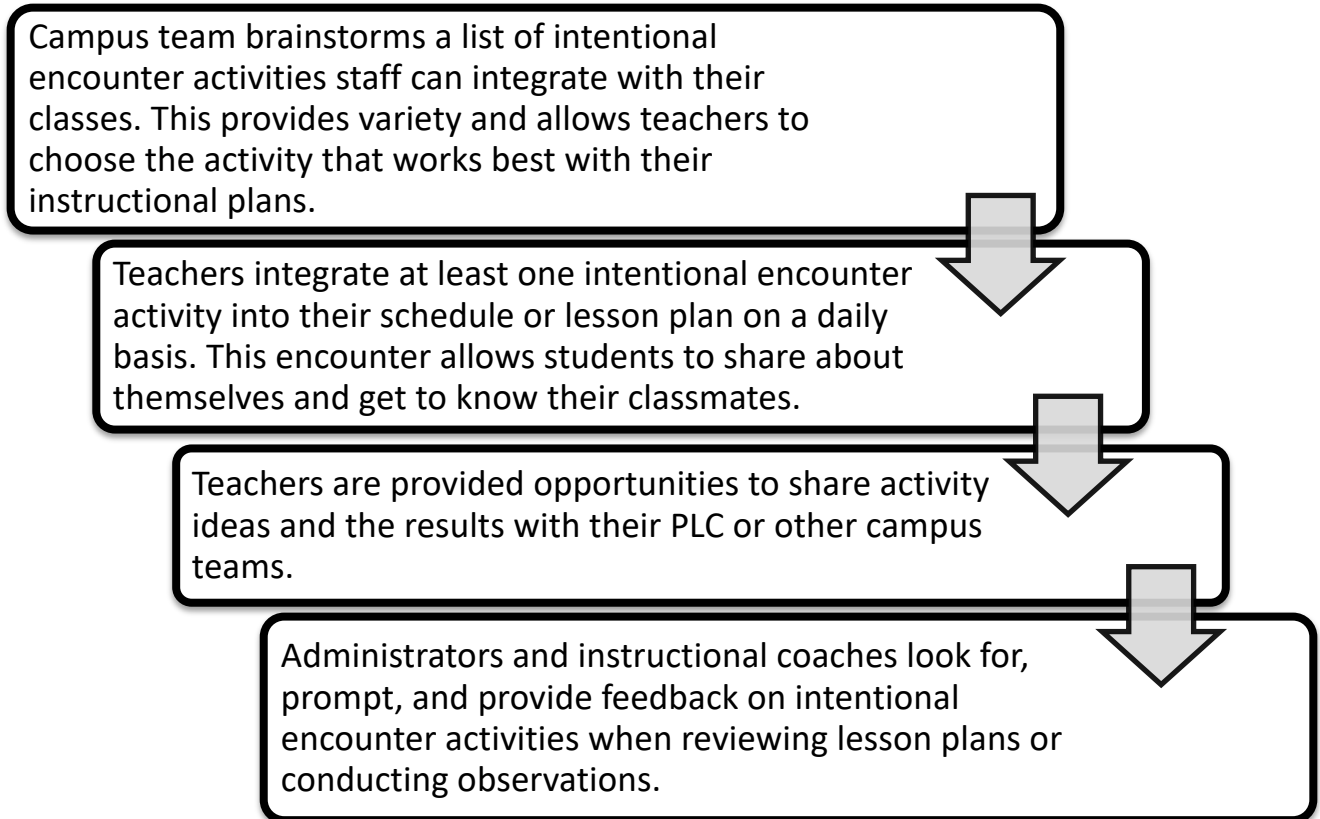 Campus team brainstorms a list of intentional
encounter activities staff can integrate with their
classes. This provides variety and allows teachers to
choose the activity that works best with their
instructional plans.
Teachers integrate at least one intentional encounter
activity into their schedule or lesson plan on a daily
basis. This encounter allows students to share about
themselves and get to know their classmates.
Teachers are provided opportunities to share activity
ideas and the results with their PLC or other campus
teams.
Administrators and instructional coaches look for,
prompt, and provide feedback on intentional
encounter activities when reviewing lesson plans or
conducting observations.